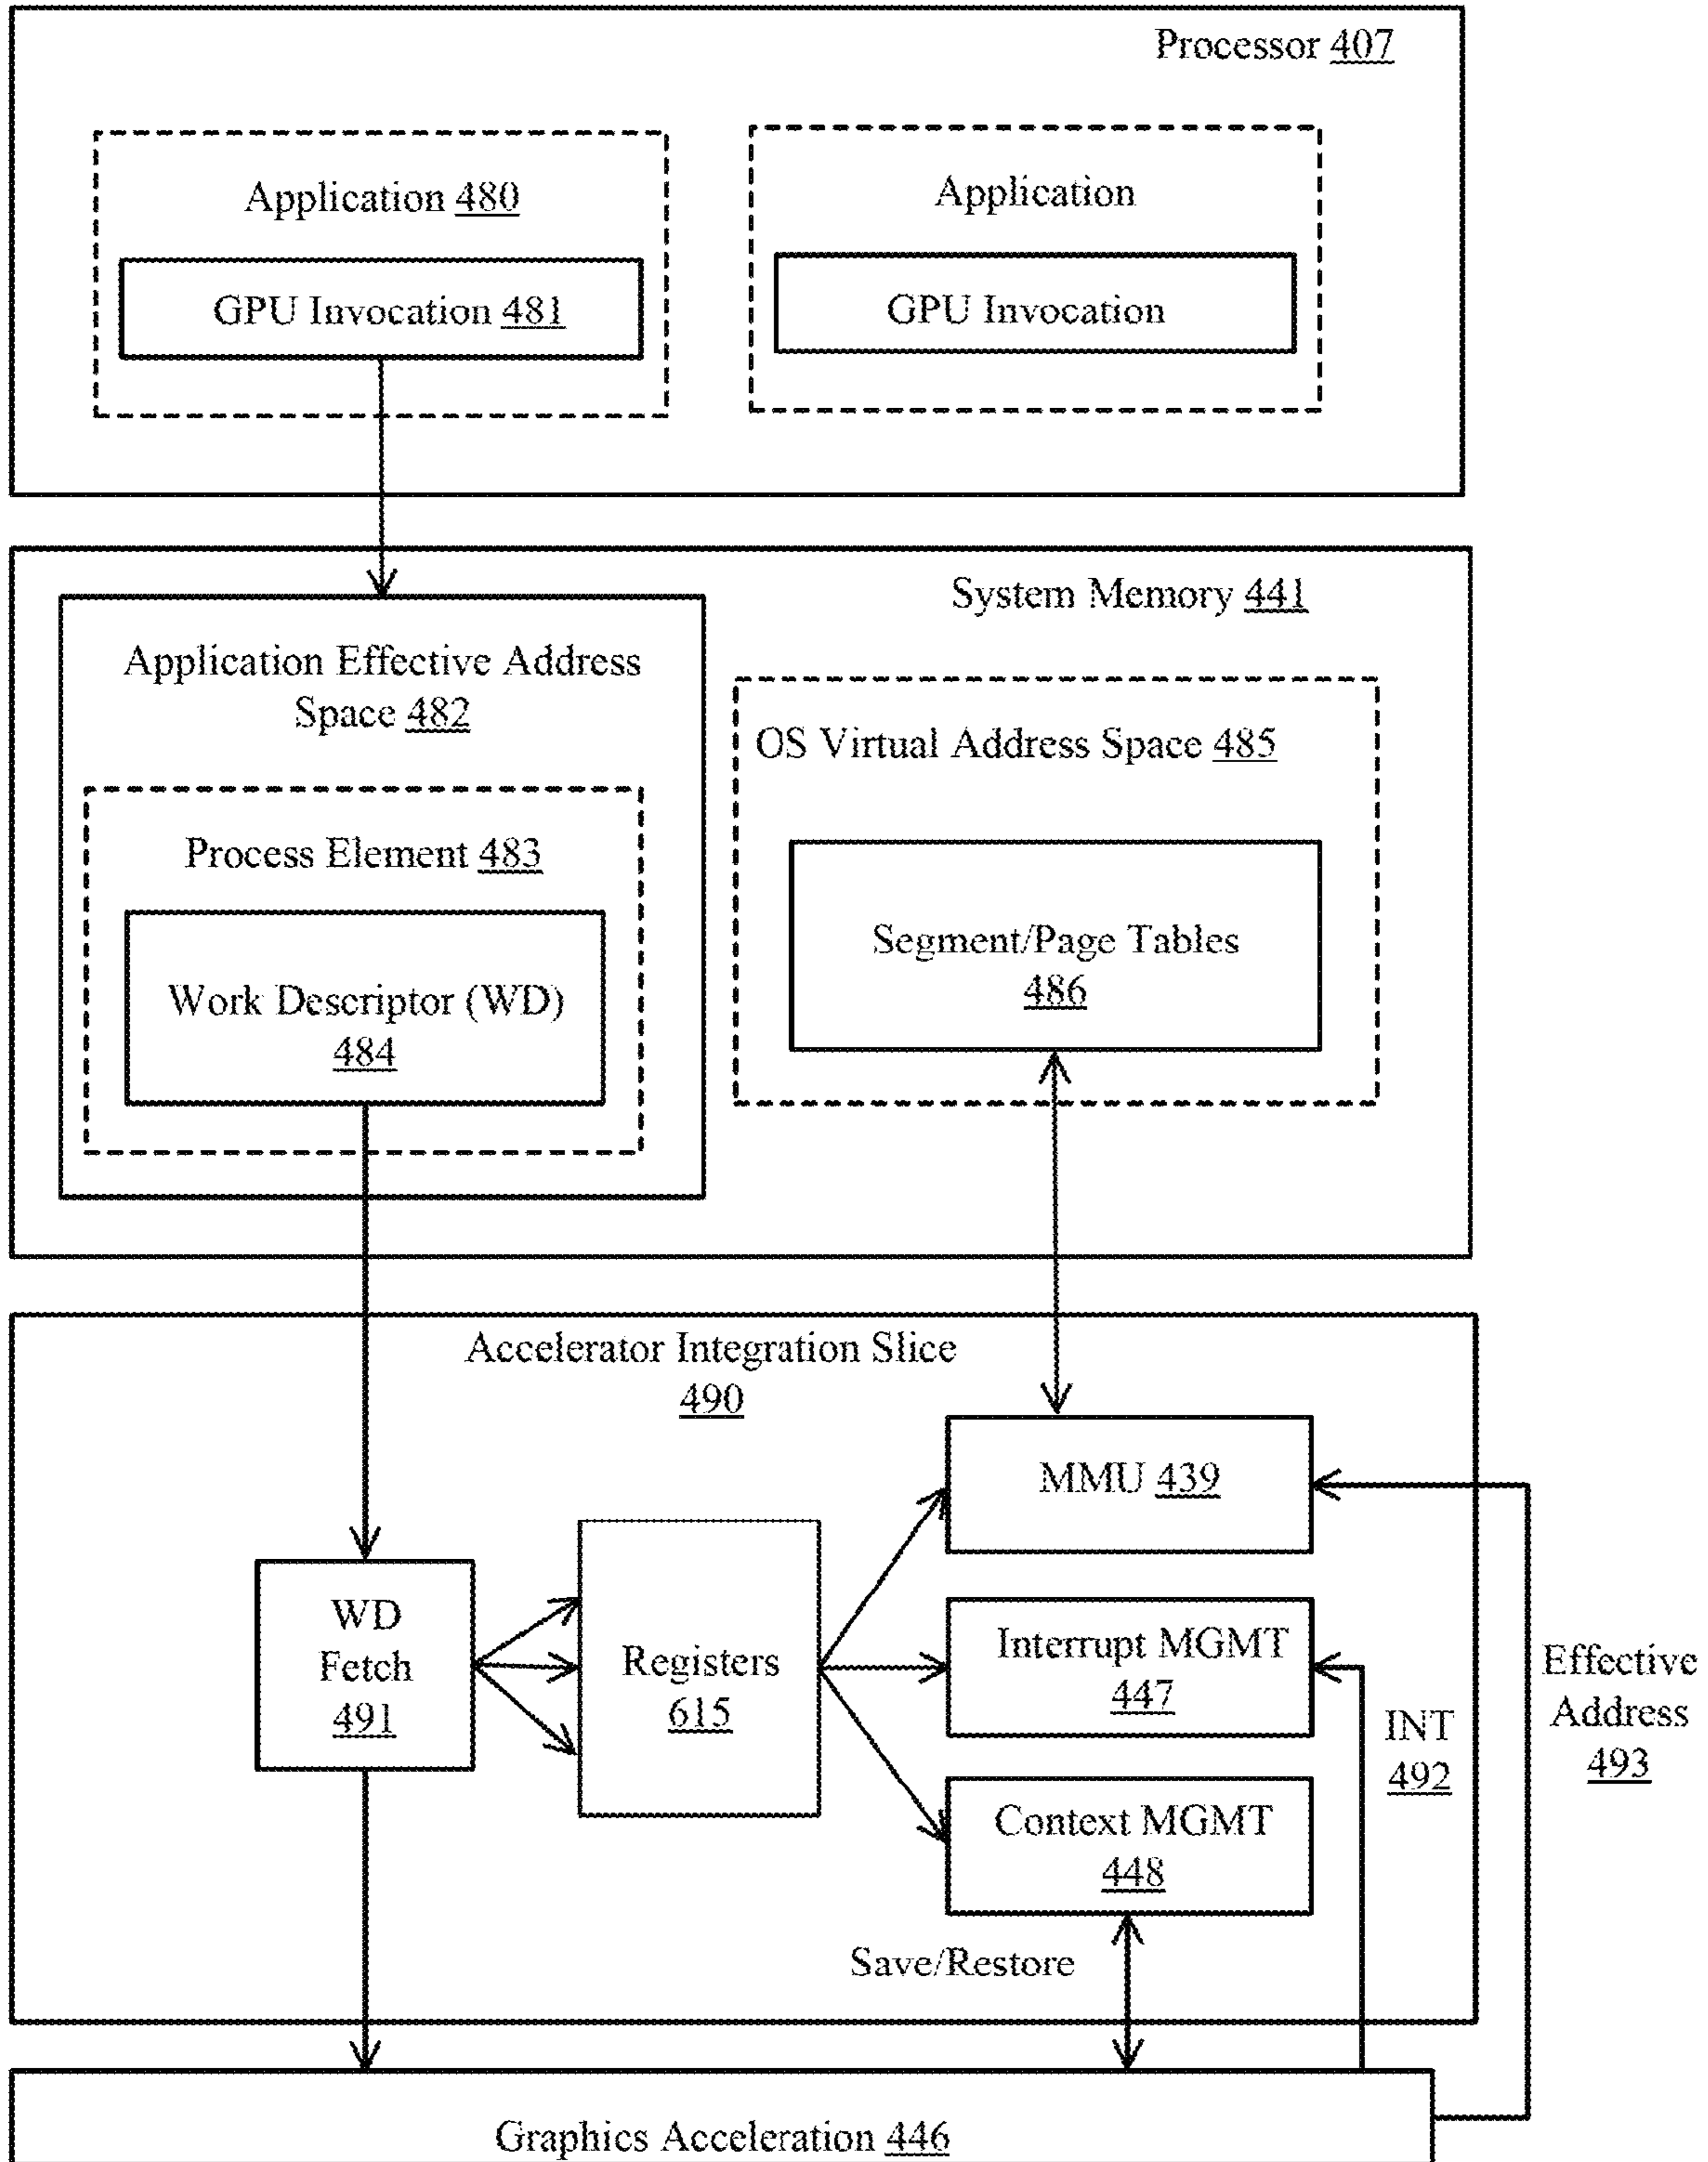 Processor 407
Application 480
GPU Invocation 481
Application
GPU Invocation
System Memory 441
Application Effective Address
Space 482
Process Element 483
Work Descriptor (WD)
484
OS Virtual Address Space 485
Segment/Page Tables
486
Accelerator Integration Slice
490
WD
Fetch
491
Registers
615
MMU 439
Interrupt MGMT
447
Context MGMT
448
Save/Restore
INT
492
Effective
Address
493
Graphics Acceleration 446